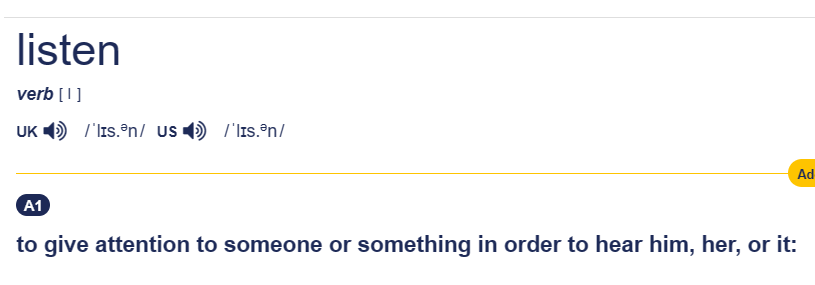 listen
verb [ I ]
UK /ˈlɪs.ᵊn/ US /ˈlɪs.ᵊn/
Ad
A1
to give attention to someone or something in order to hear him, her, or it: